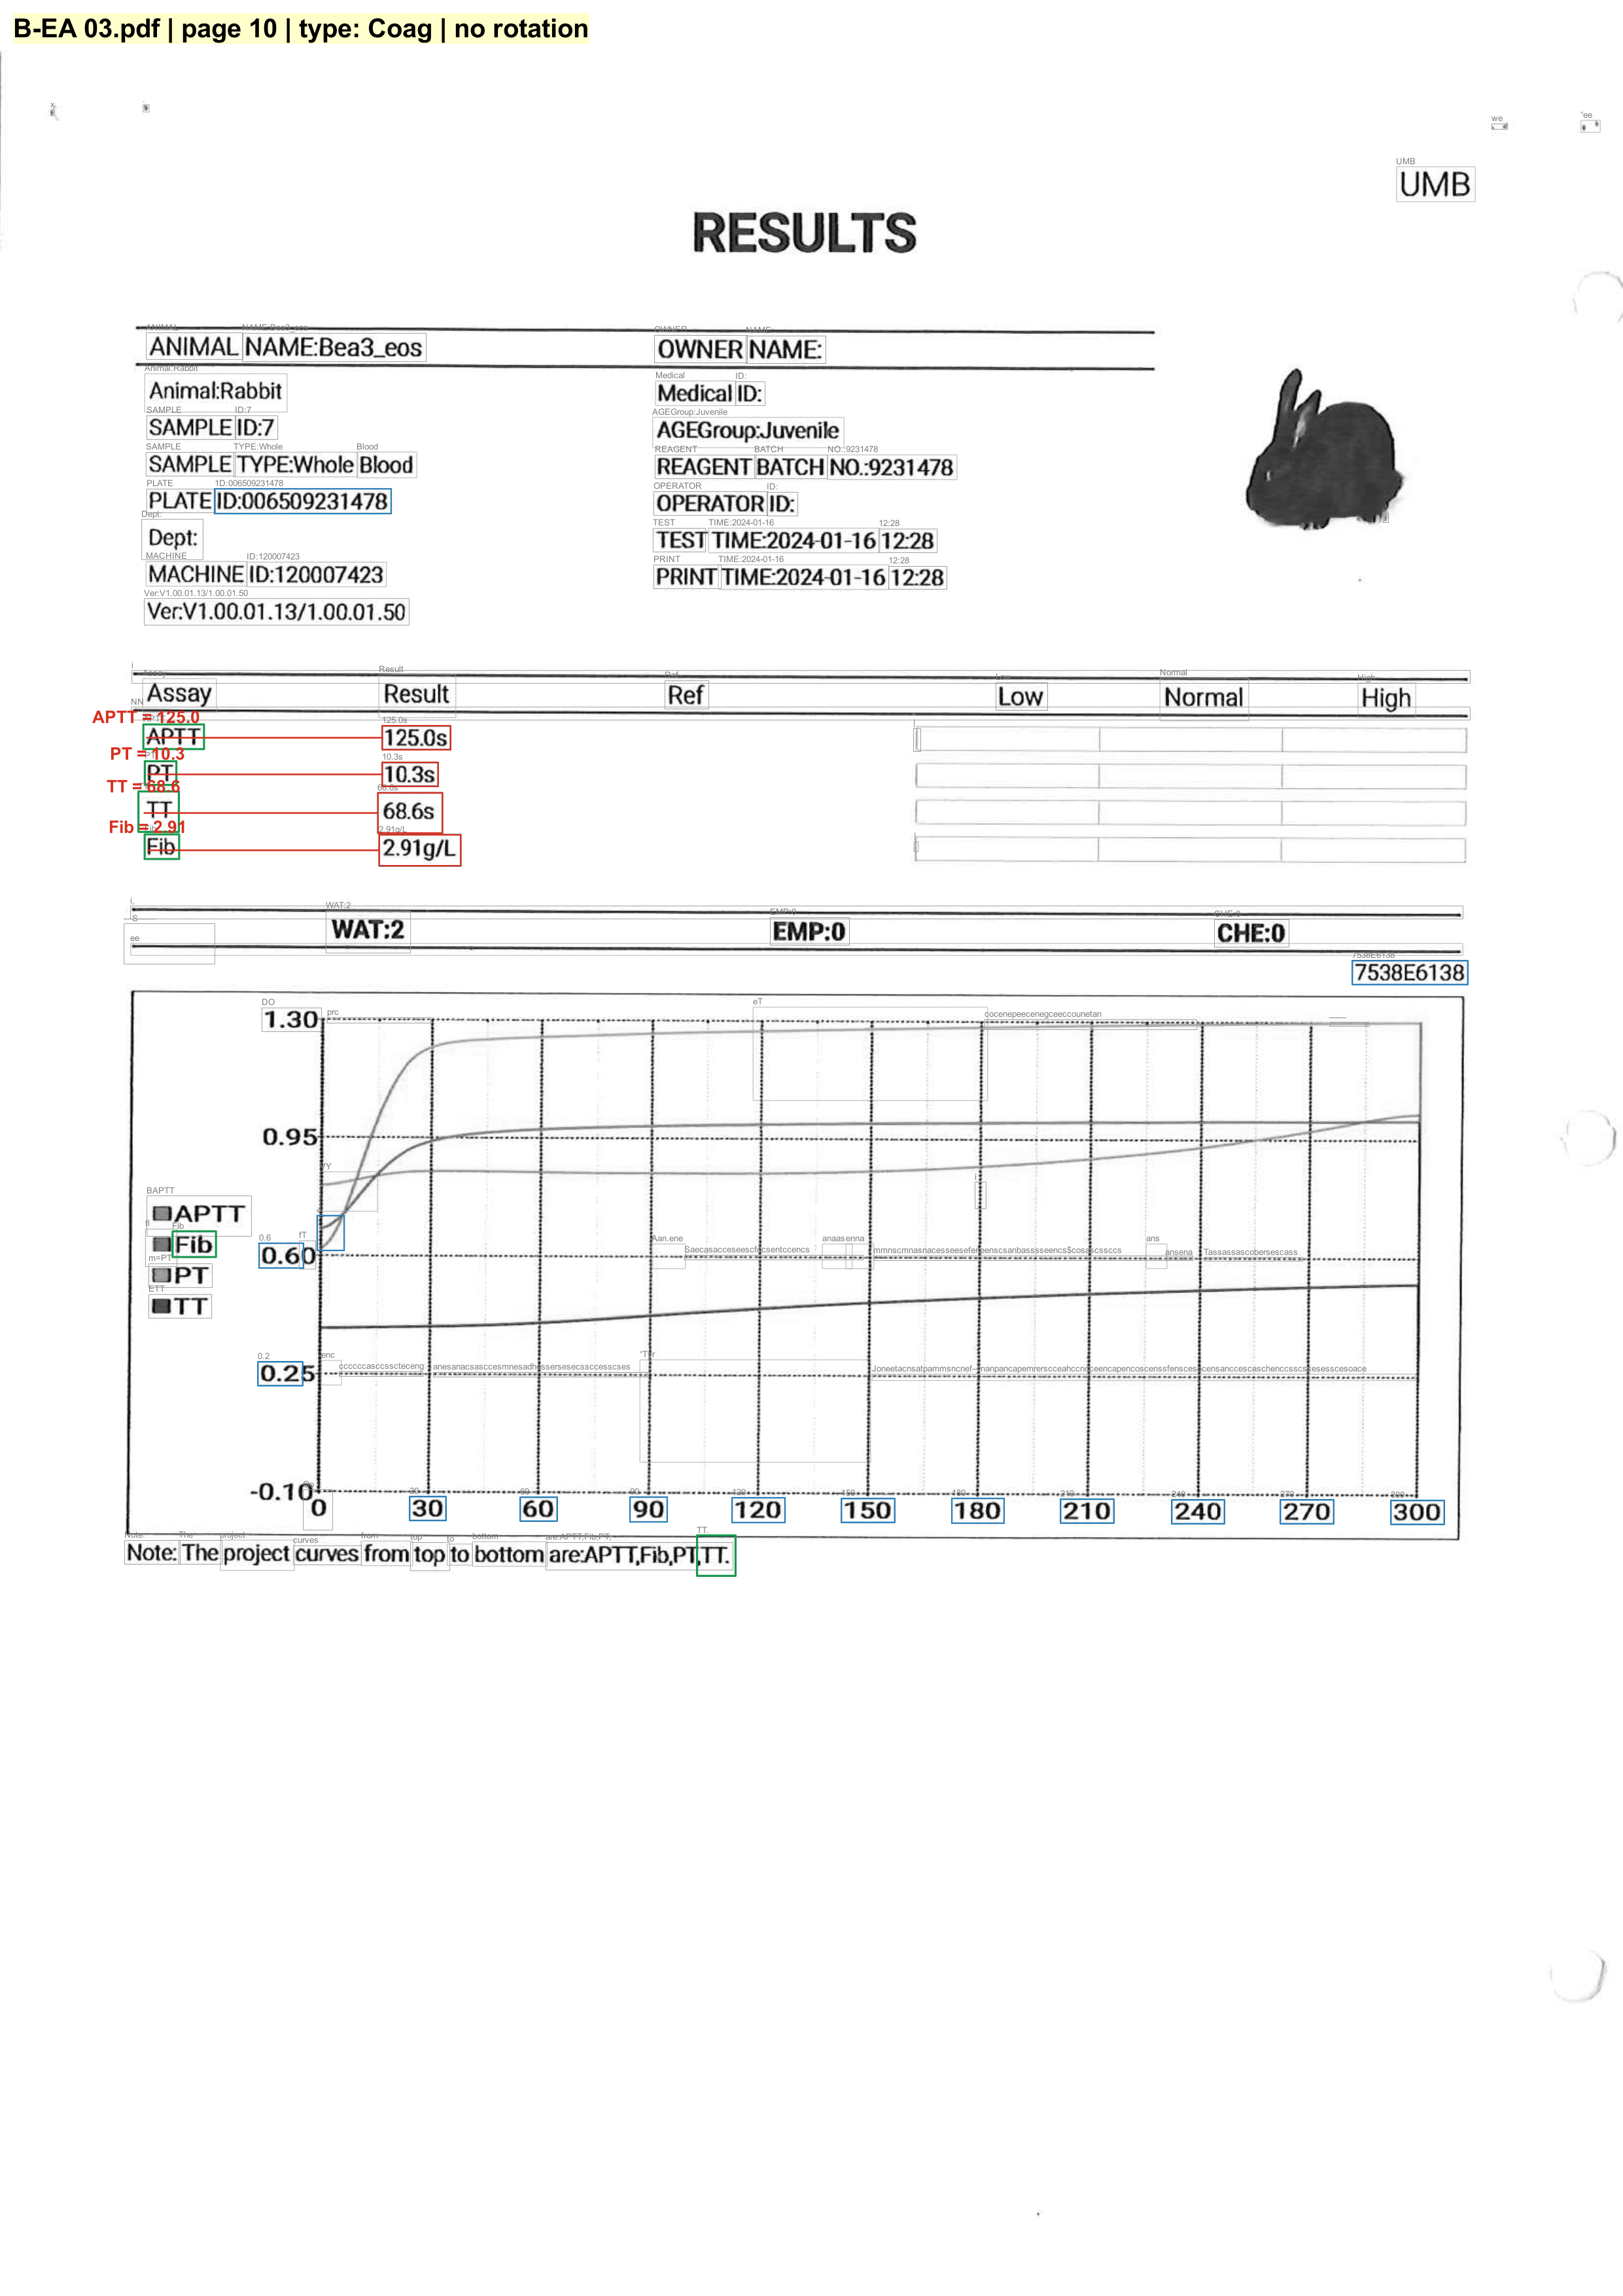 B-EA 03.pdf | page 10 | type: Coag | no rotation
UMB
RESULTS
ANIMAL NAME:Bea3_eos OWNER NAME:
Animal:Rabbit Medical ID:
SAMPLE ID:7 AGEGroup:Juvenile
SAMPLE TYPE:Whole Blood REAGENT BATCH NO.:9231478
PLATE ID:006509231478 OPERATOR ID:
Dept: TEST TIME:2024-01-16 12:28
MACHINE ID:120007423 PRINT TIME:2024-01-16 12:28
Ver:V1.00.01.13/1.00.01.50
Assay Result Ref Low Normal High
APTT = 125.0
APTT 125.0s
PT = 10.3
PT 10.3s
TT = 68.6
TT 68.6s
Fib = 2.91
Fib 2.91g/L
WAT:2 EMP:0 CHE:0
7538E6138
1.30
0.95
APTT
Fib
0.60
PT
TT
0.25
-0.10
0 30 60 90 120 150 180 210 240 270 300
Note: The project curves from top to bottom are:APTT,Fib,PT,TT.